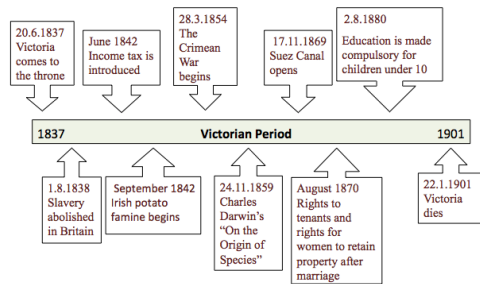 20.6.1837
Victoria
comes to
the throne
June 1842
Income tax is
introduced
28.3.1854
The
Crimean
War
begins
17.11.1869
Suez Canal
opens
2.8.1880
Education is made
compulsory for
children under 10
1837
Victorian Period
1901
1.8.1838
Slavery
abolished
in Britain
September 1842
Irish potato
famine begins
24.11.1859
Charles
Darwin's
"On the
Origin of
Species"
August 1870
Rights to
tenants and
rights for
women to retain
property after
marriage
22.1.1901
Victoria
dies